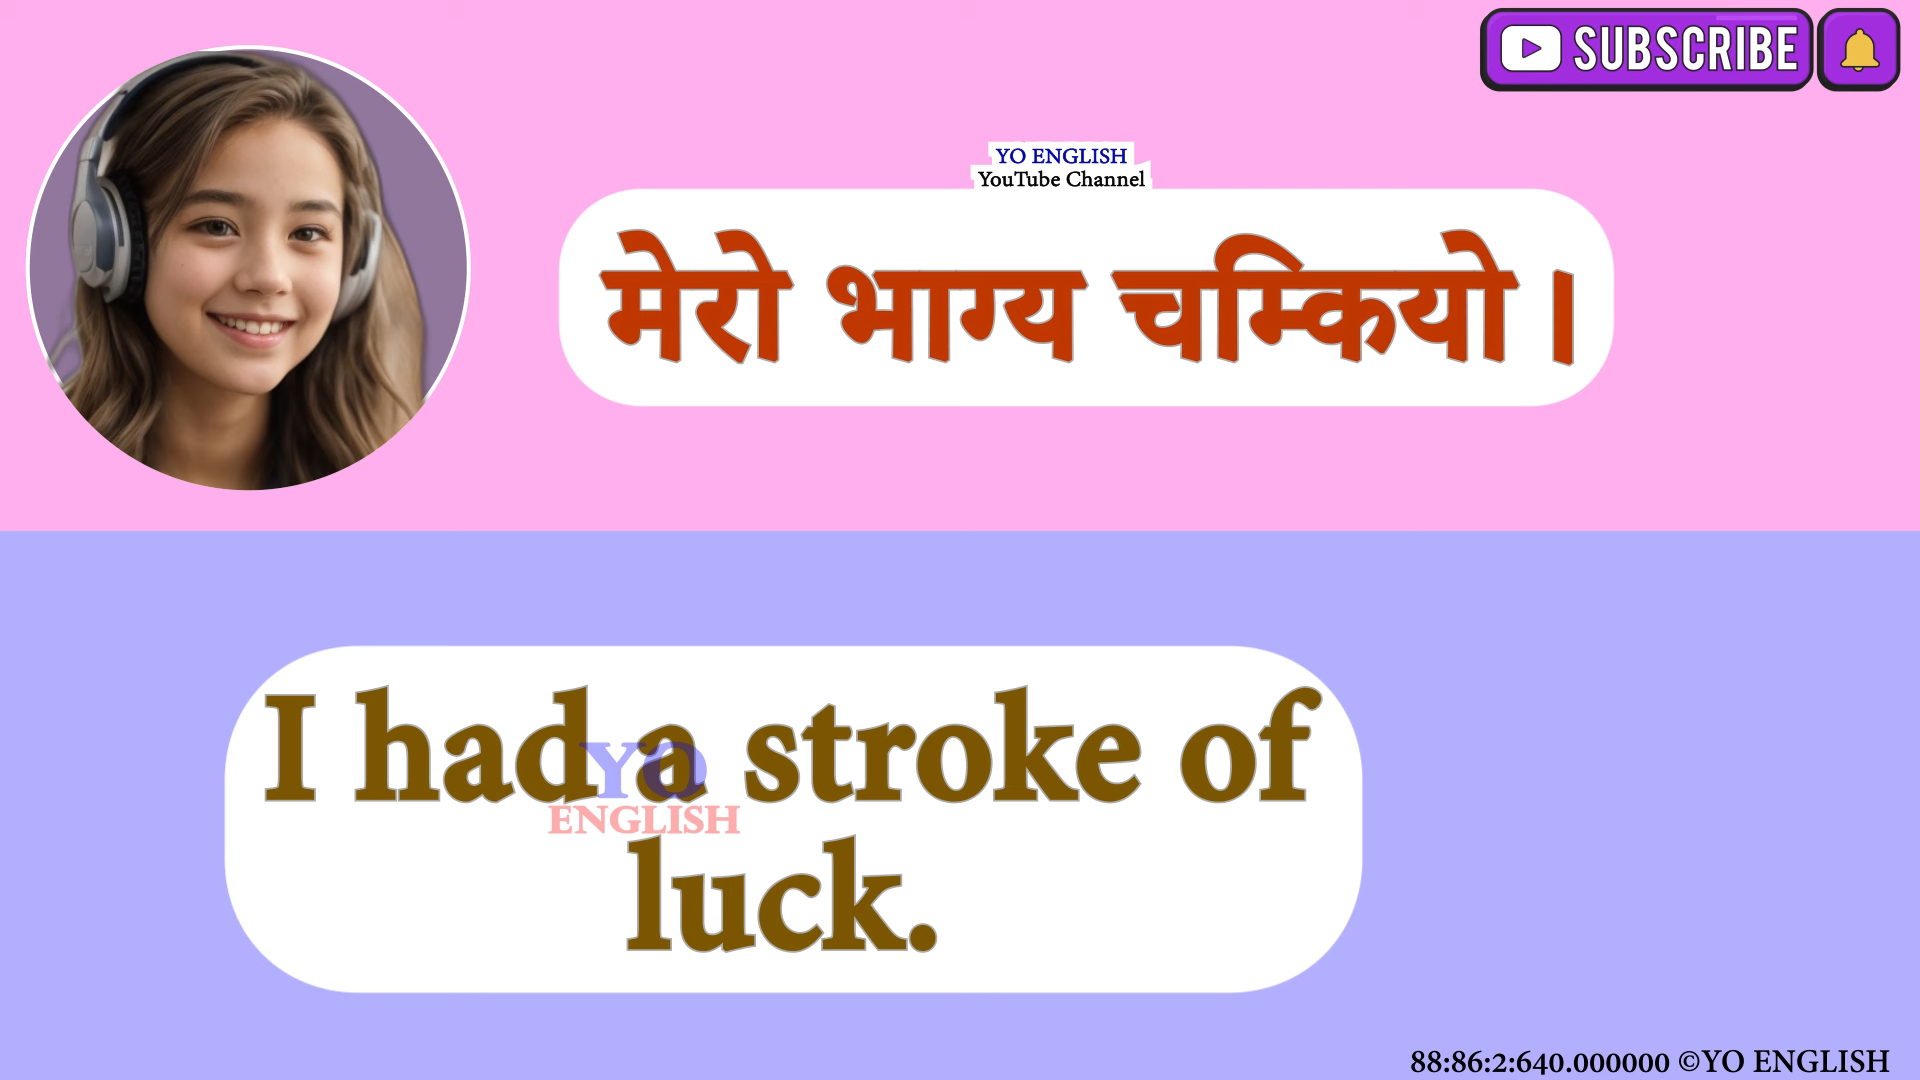 SUBSCRIBE
YO ENGLISH
YouTube Channel
मेरो भाग्य चम्कियो ।
I had a stroke of
YO
ENGLISH
luck.
88:86:2:640.000000 ©YO ENGLISH